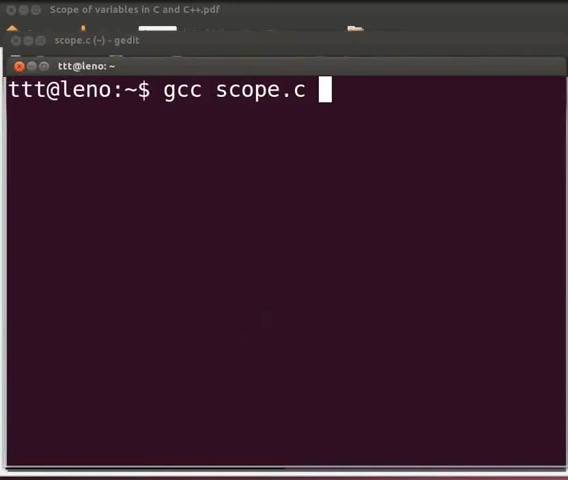 Scope of variables in C and C++.pdf
scope.c (~) - gedit
ttt@leno: ~
ttt@leno:~$ gcc scope.c